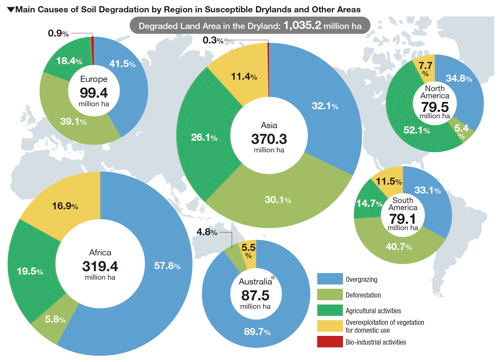 ▼Main Causes of Soil Degradation by Region in Susceptible Drylands and Other Areas
Degraded Land Area in the Dryland: 1,035.2 million ha
0.9%
18.4%
41.5%
Europe
99.4
million ha
39.1%
0.3%
11.4%
32.1%
26.1%
Asia
370.3
million ha
30.1%
7.7
%
34.8%
North
America
79.5
million ha
5.4
%
52.1%
11.5%
33.1%
14.7%
South
America
79.1
million ha
40.7%
16.9%
Africa
319.4
million ha
57.8%
19.5%
5.8%
4.8%
5.5
%
Australia
87.5
million ha
89.7%
Overgrazing
Deforestation
Agricultural activities
Overexploitation of vegetation
for domestic use
Bio-industrial activities